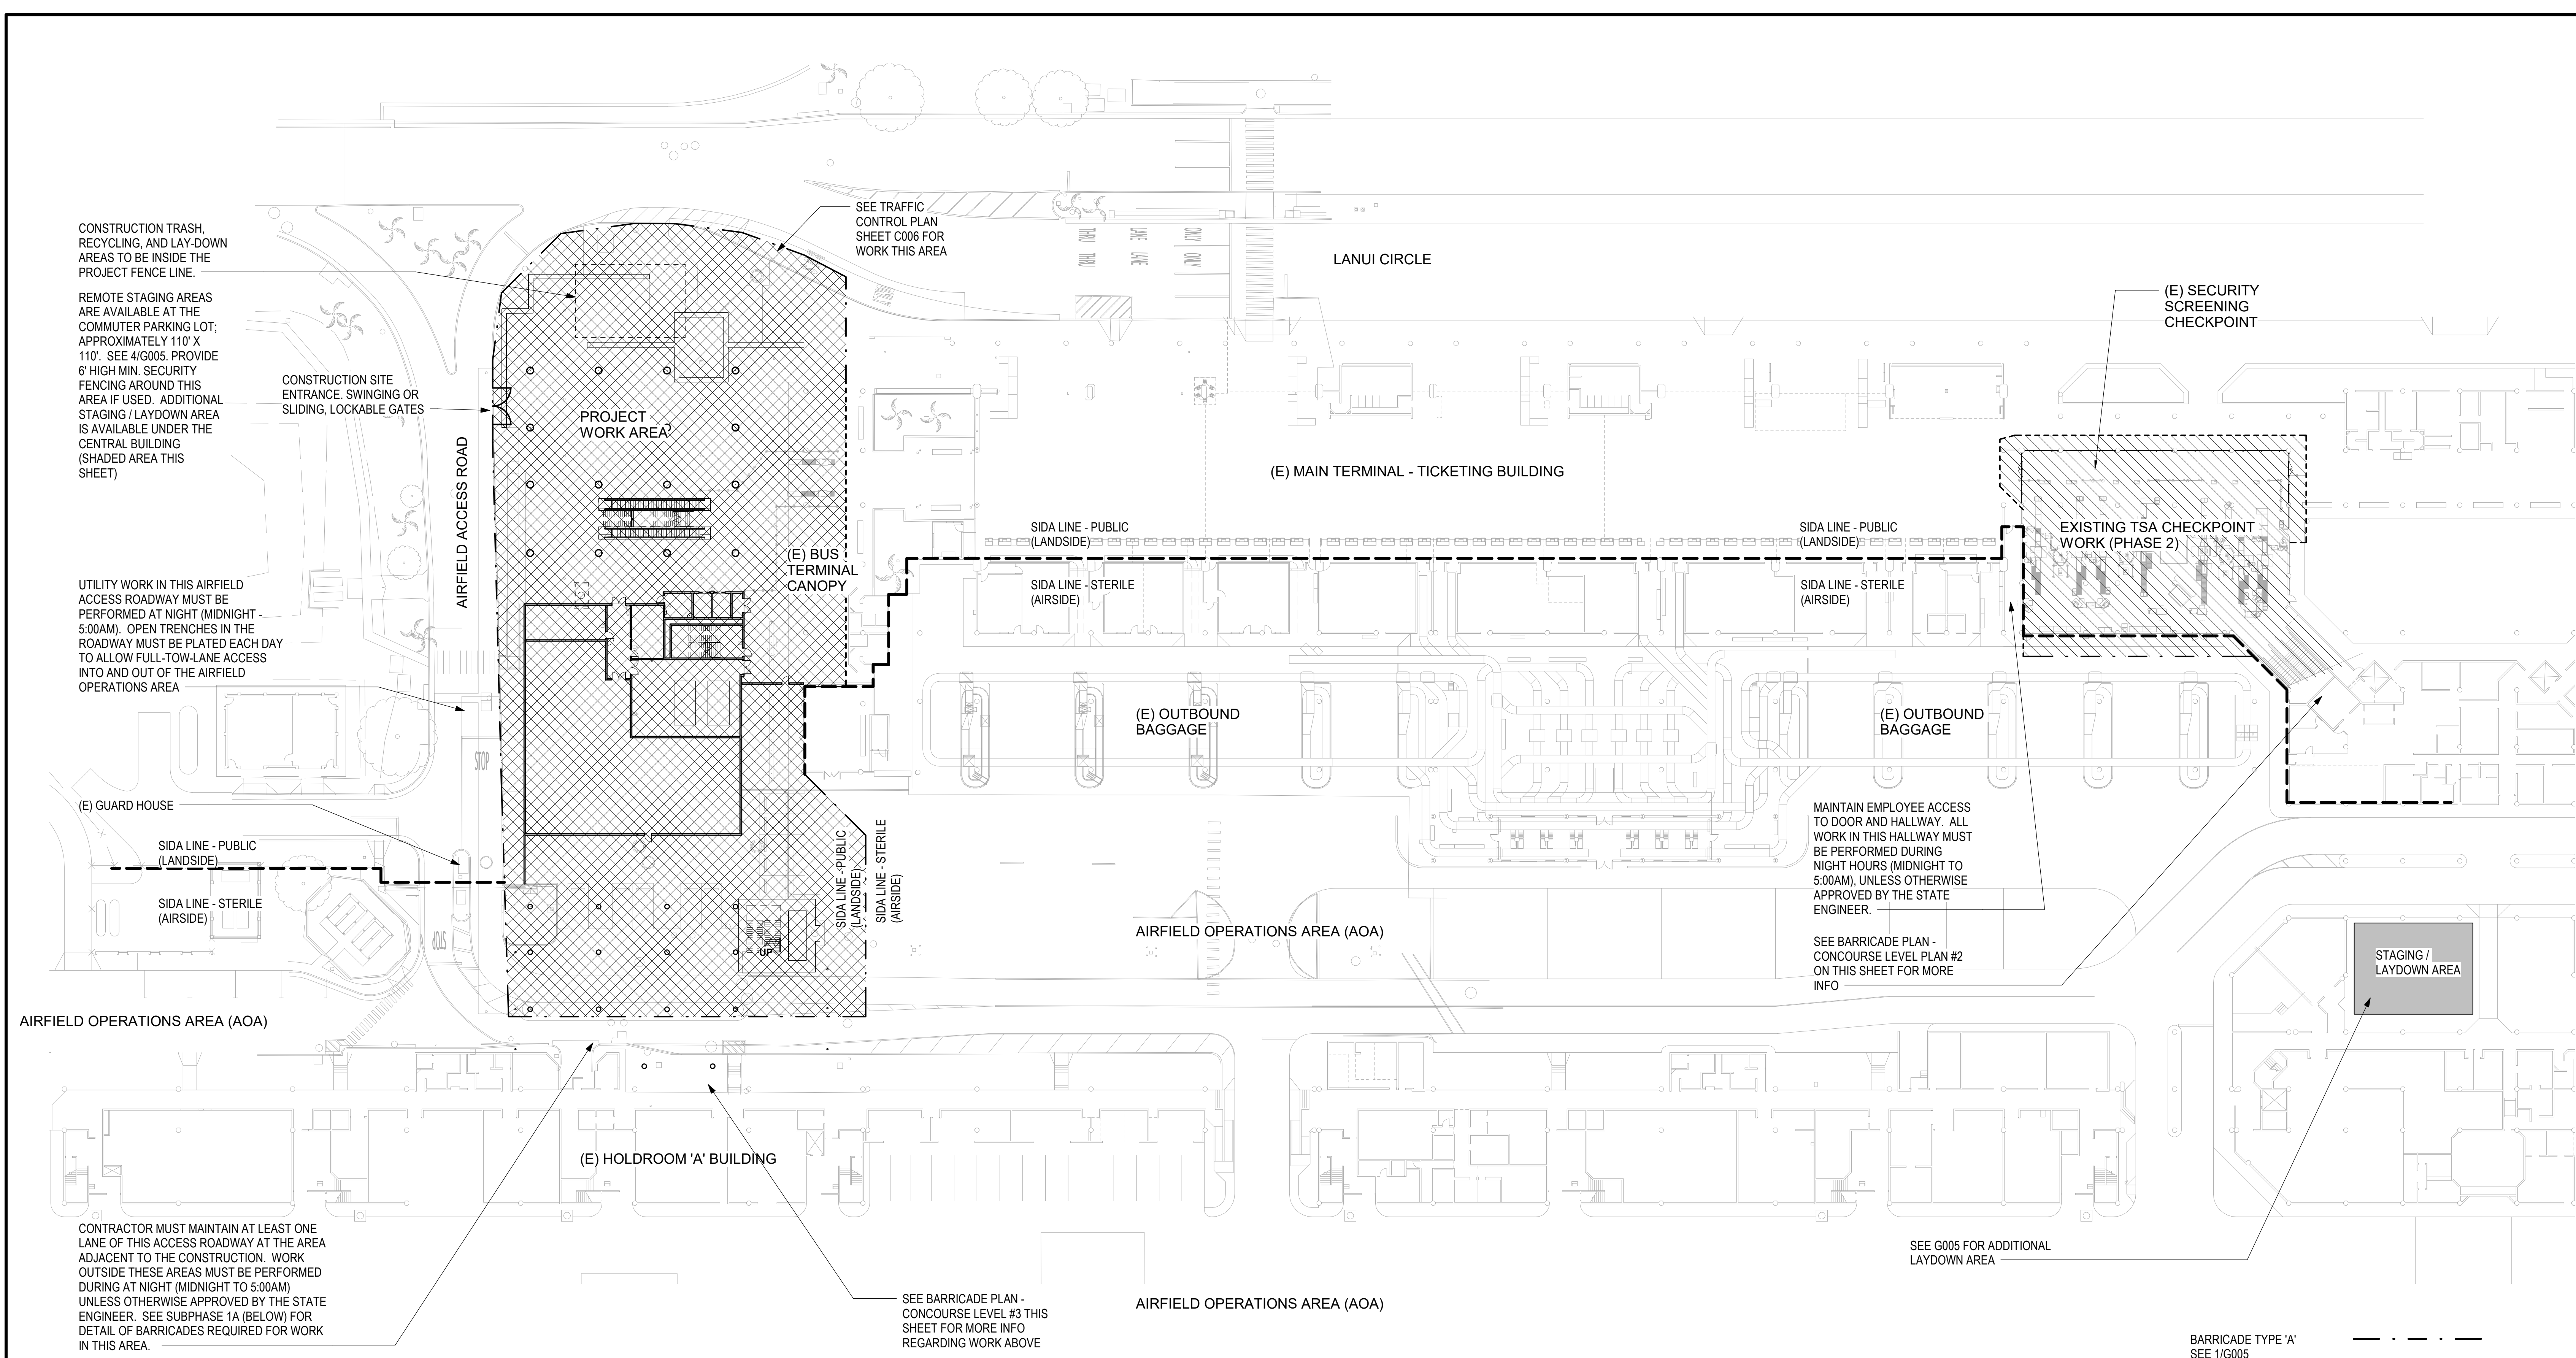 CONSTRUCTION TRASH,
RECYCLING, AND LAY-DOWN
AREAS TO BE INSIDE THE
PROJECT FENCE LINE.
REMOTE STAGING AREAS
ARE AVAILABLE AT THE
COMMUTER PARKING LOT;
APPROXIMATELY 110' X
110'. SEE 4/G005. PROVIDE
6' HIGH MIN. SECURITY
FENCING AROUND THIS
AREA IF USED. ADDITIONAL
STAGING / LAYDOWN AREA
IS AVAILABLE UNDER THE
CENTRAL BUILDING
(SHADED AREA THIS
SHEET)
CONSTRUCTION SITE
ENTRANCE. SWINGING OR
SLIDING, LOCKABLE GATES
SEE TRAFFIC
CONTROL PLAN
SHEET C006 FOR
WORK THIS AREA
THRU
LANE
ONLY
THRU
LANE
ONLY
LANUI CIRCLE
(E) SECURITY
SCREENING
CHECKPOINT
PROJECT
WORK AREA
AIRFIELD ACCESS ROAD
(E) MAIN TERMINAL - TICKETING BUILDING
SIDA LINE - PUBLIC
(LANDSIDE)
SIDA LINE - PUBLIC
(LANDSIDE)
EXISTING TSA CHECKPOINT
WORK (PHASE 2)
(E) BUS
TERMINAL
CANOPY
SIDA LINE - STERILE
(AIRSIDE)
SIDA LINE - STERILE
(AIRSIDE)
UTILITY WORK IN THIS AIRFIELD
ACCESS ROADWAY MUST BE
PERFORMED AT NIGHT (MIDNIGHT -
5:00AM). OPEN TRENCHES IN THE
ROADWAY MUST BE PLATED EACH DAY
TO ALLOW FULL-TOW-LANE ACCESS
INTO AND OUT OF THE AIRFIELD
OPERATIONS AREA
STOP
(E) OUTBOUND
BAGGAGE
(E) OUTBOUND
BAGGAGE
(E) GUARD HOUSE
SIDA LINE - PUBLIC
(LANDSIDE)
SIDA LINE - STERILE
(AIRSIDE)
STOP
SIDA LINE - PUBLIC
(LANDSIDE)
SIDA LINE - STERILE
(AIRSIDE)
UP
MAINTAIN EMPLOYEE ACCESS
TO DOOR AND HALLWAY. ALL
WORK IN THIS HALLWAY MUST
BE PERFORMED DURING
NIGHT HOURS (MIDNIGHT TO
5:00AM), UNLESS OTHERWISE
APPROVED BY THE STATE
ENGINEER.
SEE BARRICADE PLAN -
CONCOURSE LEVEL PLAN #2
ON THIS SHEET FOR MORE
INFO
AIRFIELD OPERATIONS AREA (AOA)
STAGING /
LAYDOWN AREA
AIRFIELD OPERATIONS AREA (AOA)
(E) HOLDROOM 'A' BUILDING
CONTRACTOR MUST MAINTAIN AT LEAST ONE
LANE OF THIS ACCESS ROADWAY AT THE AREA
ADJACENT TO THE CONSTRUCTION. WORK
OUTSIDE THESE AREAS MUST BE PERFORMED
DURING AT NIGHT (MIDNIGHT TO 5:00AM)
UNLESS OTHERWISE APPROVED BY THE STATE
ENGINEER. SEE SUBPHASE 1A (BELOW) FOR
DETAIL OF BARRICADES REQUIRED FOR WORK
IN THIS AREA.
SEE BARRICADE PLAN -
CONCOURSE LEVEL #3 THIS
SHEET FOR MORE INFO
REGARDING WORK ABOVE
AIRFIELD OPERATIONS AREA (AOA)
SEE G005 FOR ADDITIONAL
LAYDOWN AREA
BARRICADE TYPE 'A'
SEE 1/G005